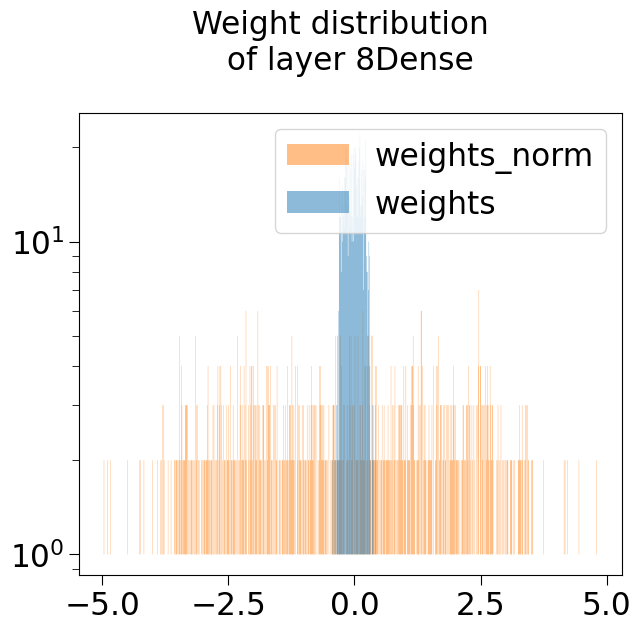 Weight distribution
of layer 8Dense
weights_norm
weights
10¹
10⁰
−5.0 −2.5 0.0 2.5 5.0